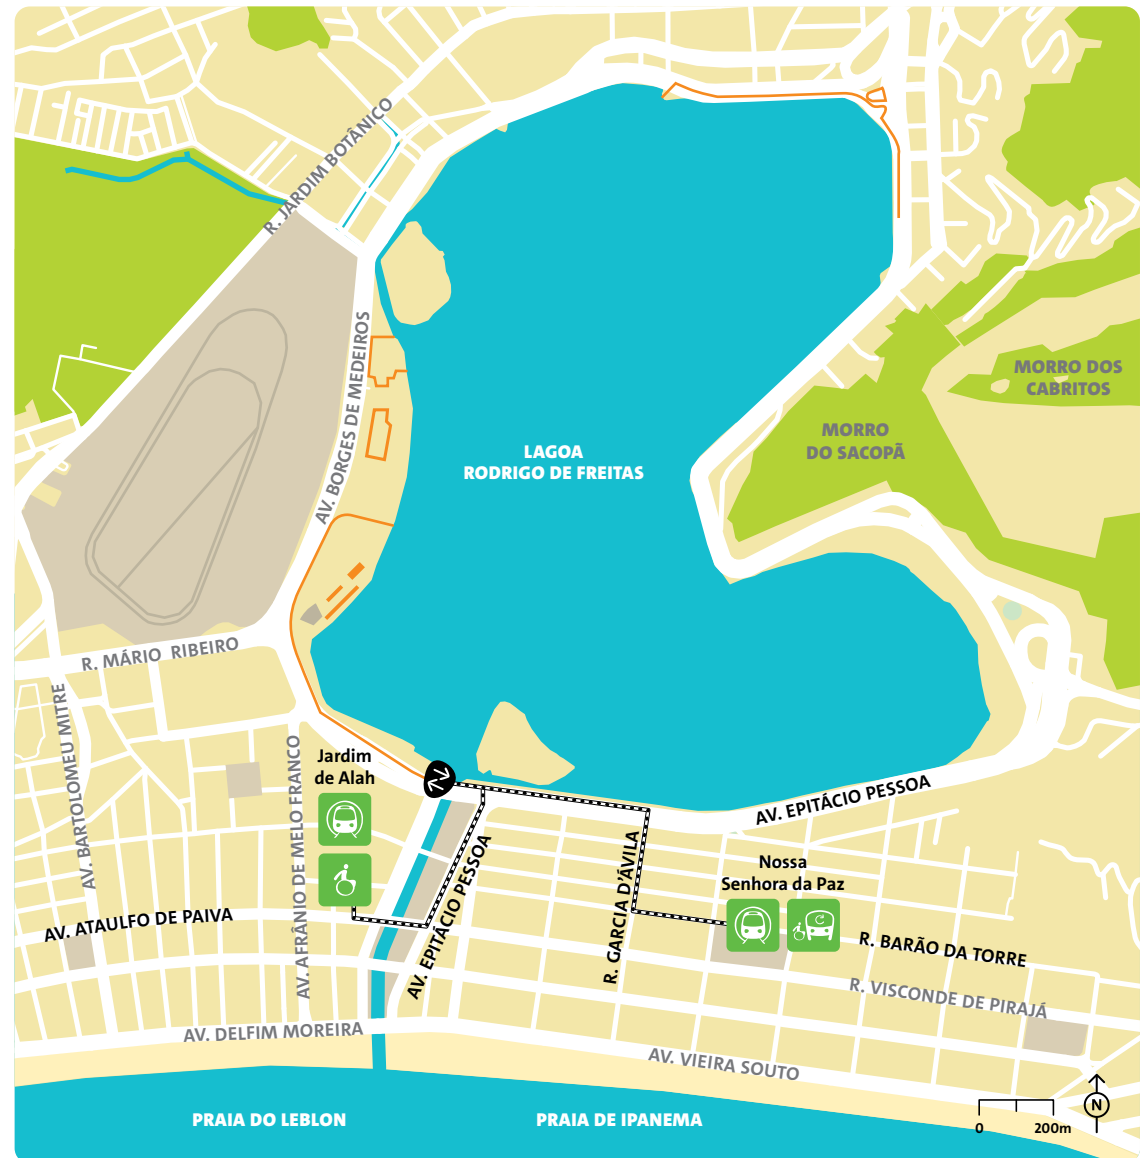 R. JARDIM BOTÂNICO
AV. BORGES DE MEDEIROS
MORRO DOS
CABRITOS
MORRO
DO SACOPÃ
LAGOA
RODRIGO DE FREITAS
R. MÁRIO RIBEIRO
AV. BARTOLOMEU MITRE
AV. AFRÂNIO DE MELO FRANCO
Jardim
de Alah
AV. EPITÁCIO PESSOA
AV. EPITÁCIO PESSOA
R. GARCIA D'ÁVILA
Nossa
Senhora da Paz
AV. ATAULFO DE PAIVA
R. BARÃO DA TORRE
R. VISCONDE DE PIRAJÁ
AV. DELFIM MOREIRA
AV. VIEIRA SOUTO
PRAIA DO LEBLON
PRAIA DE IPANEMA
N
0 200m